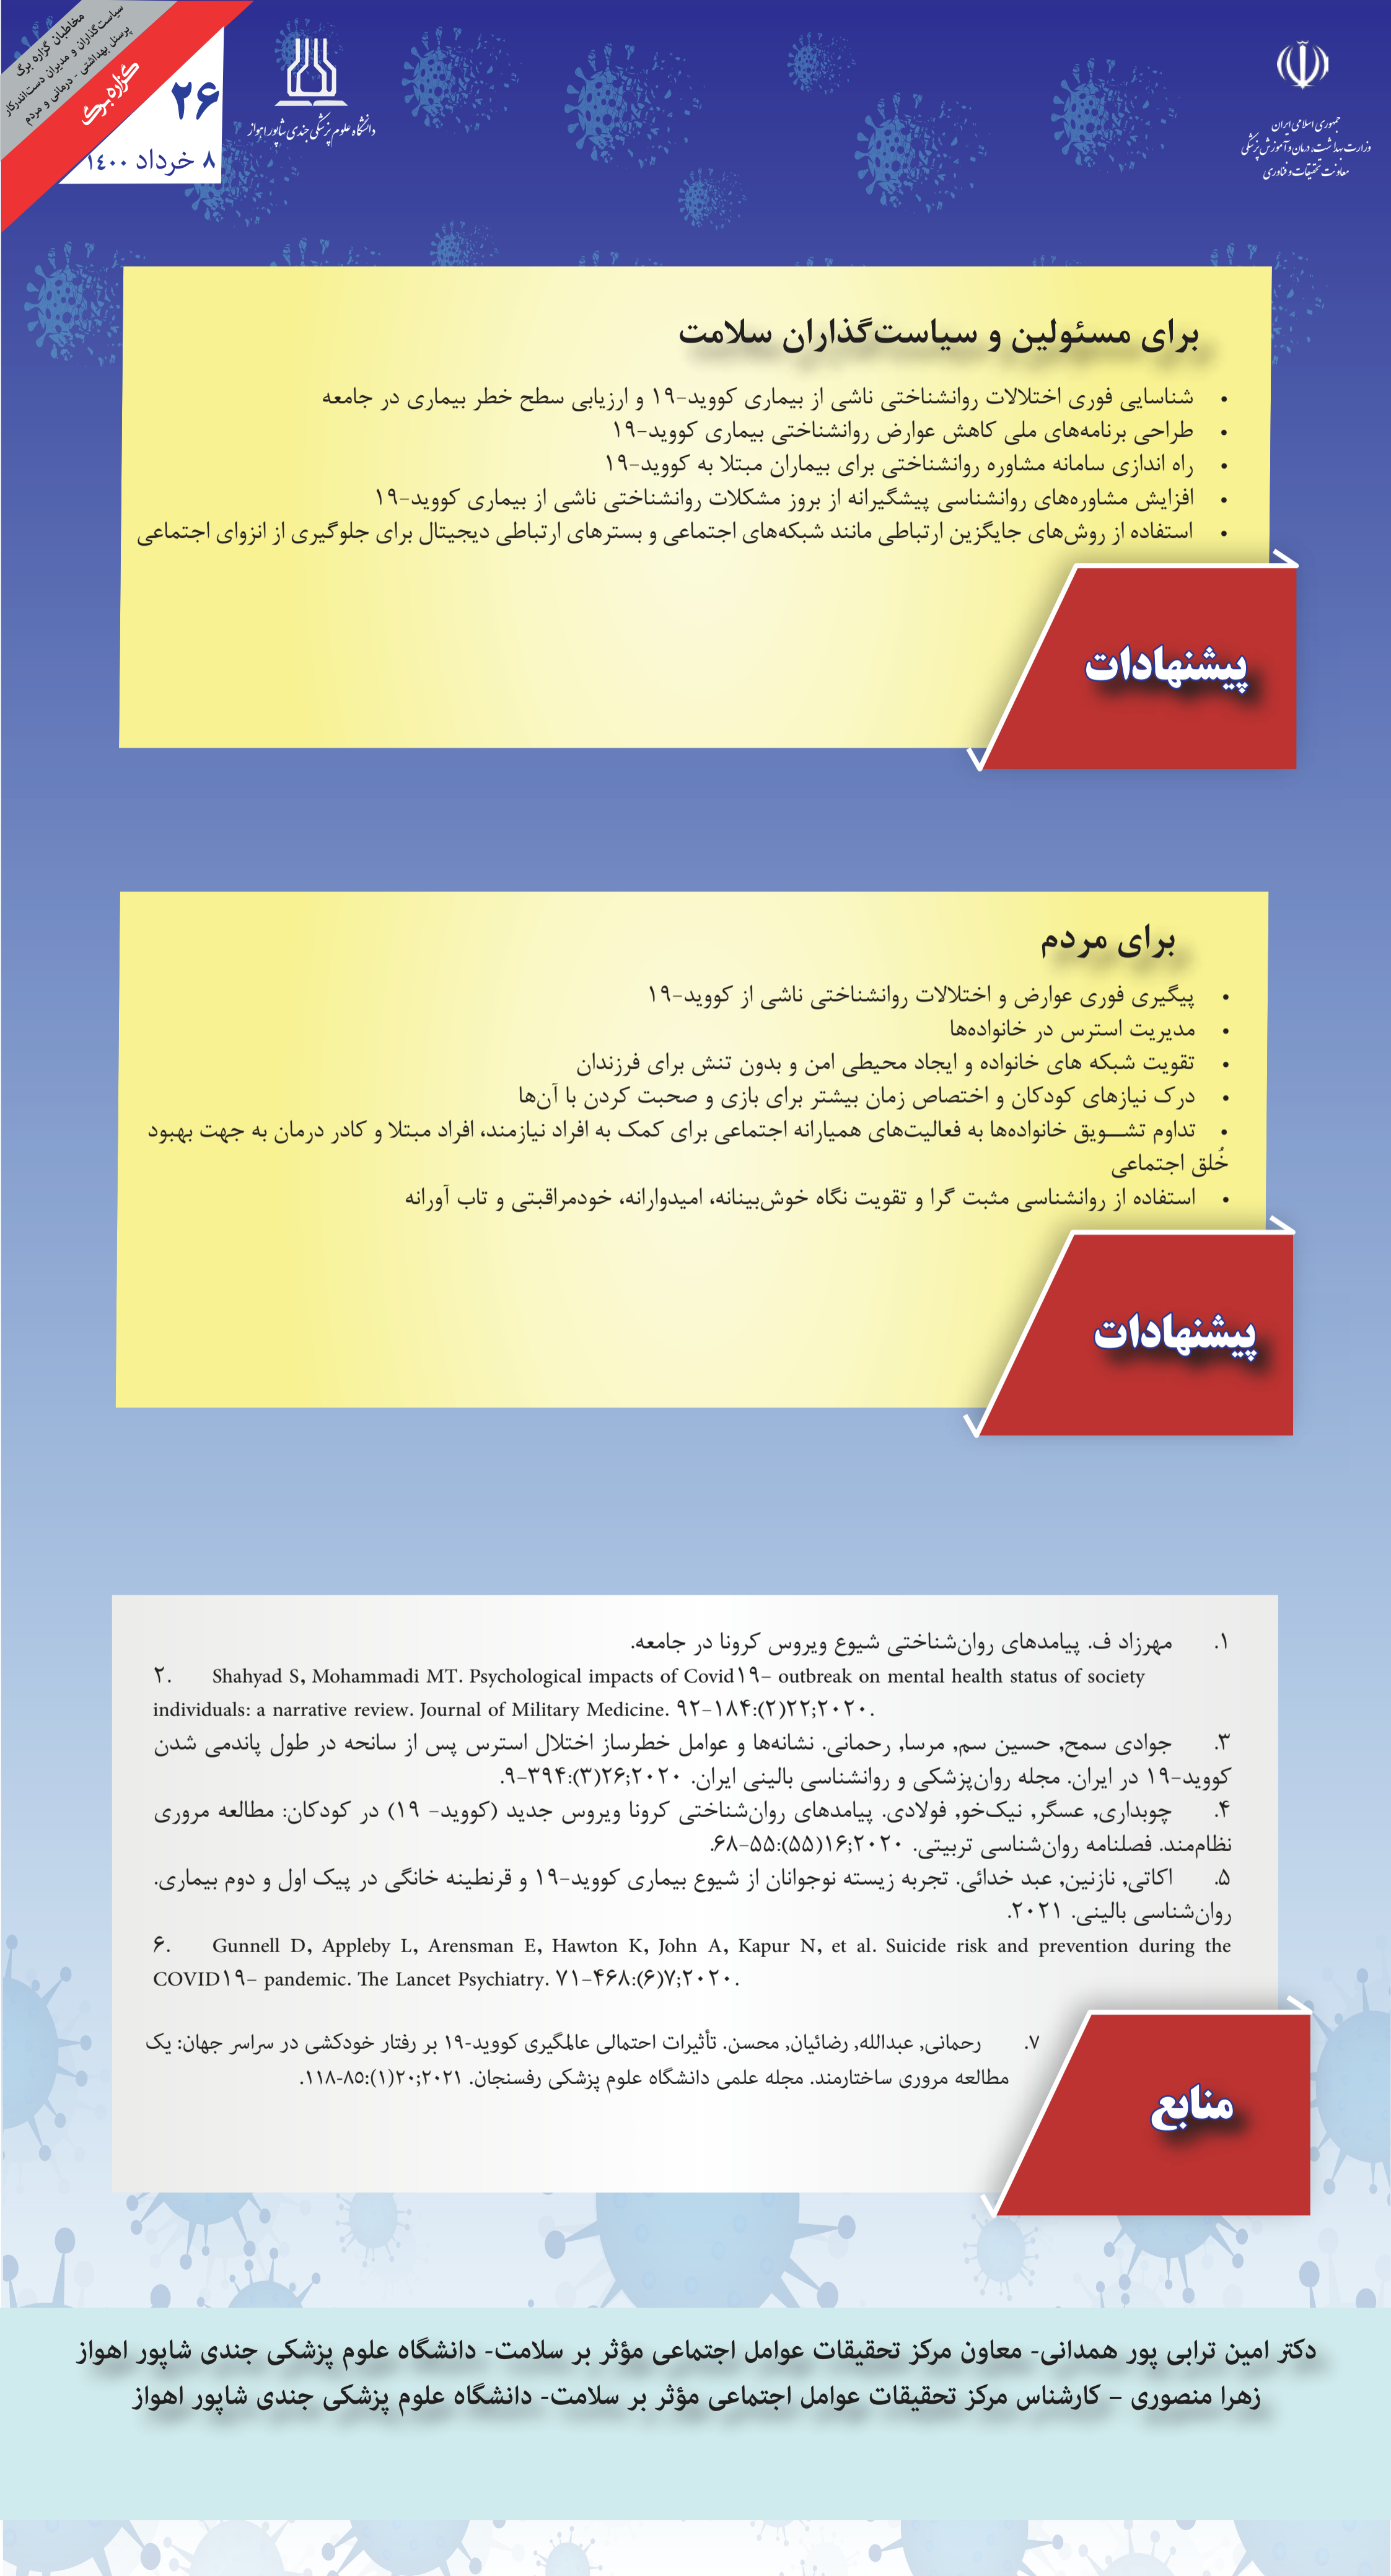 جمهوری اسلامی ایران
وزارت بهداشت، درمان و آموزش پزشکی
معاونت تحقیقات و فناوری
دانشگاه علوم پزشکی جندی شاپور اهواز
مخاطبان گزاره برگ
سیاست‌گذاران و مدیران دست‌اندرکار
پرسنل بهداشتی - درمانی و مردم
گزاره برگ
۲۶
۸ خرداد ۱٤۰۰
برای مسئولین و سیاست‌گذاران سلامت
• شناسایی فوری اختلالات روانشناختی ناشی از بیماری کووید-۱۹ و ارزیابی سطح خطر بیماری در جامعه
• طراحی برنامه‌های ملی کاهش عوارض روانشناختی بیماری کووید-۱۹
• راه اندازی سامانه مشاوره روانشناختی برای بیماران مبتلا به کووید-۱۹
• افزایش مشاوره‌های روانشناسی پیشگیرانه از بروز مشکلات روانشناختی ناشی از بیماری کووید-۱۹
• استفاده از روش‌های جایگزین ارتباطی مانند شبکه‌های اجتماعی و بسترهای ارتباطی دیجیتال برای جلوگیری از انزوای اجتماعی
پیشنهادات
برای مردم
• پیگیری فوری عوارض و اختلالات روانشناختی ناشی از کووید-۱۹
• مدیریت استرس در خانواده‌ها
• تقویت شبکه های خانواده و ایجاد محیطی امن و بدون تنش برای فرزندان
• درک نیازهای کودکان و اختصاص زمان بیشتر برای بازی و صحبت کردن با آن‌ها
• تداوم تشـــویق خانواده‌ها به فعالیت‌های همیارانه اجتماعی برای کمک به افراد نیازمند، افراد مبتلا و کادر درمان به جهت بهبود
خُلق اجتماعی
• استفاده از روانشناسی مثبت گرا و تقویت نگاه خوش‌بینانه، امیدوارانه، خودمراقبتی و تاب آورانه
پیشنهادات
۱. مهرزاد ف. پیامدهای روان‌شناختی شیوع ویروس کرونا در جامعه.
۲. Shahyad S, Mohammadi MT. Psychological impacts of Covid۱۹- outbreak on mental health status of society
individuals: a narrative review. Journal of Military Medicine. ۹۲-۱۸۴:(۲)۲۲;۲۰۲۰.
۳. جوادی سمح, حسین سم, مرسا, رحمانی. نشانه‌ها و عوامل خطرساز اختلال استرس پس از سانحه در طول پاندمی شدن
کووید-۱۹ در ایران. مجله روان‌پزشکی و روانشناسی بالینی ایران. ۲۰۲۰;۲۶(۳):۳۹۴-۹.
۴. چوبداری, عسگر, نیک‌خو, فولادی. پیامدهای روان‌شناختی کرونا ویروس جدید (کووید- ۱۹) در کودکان: مطالعه مروری
نظام‌مند. فصلنامه روان‌شناسی تربیتی. ۲۰۲۰;۱۶(۵۵):۵۵-۶۸.
۵. اکاتی, نازنین, عبد خدائی. تجربه زیسته نوجوانان از شیوع بیماری کووید-۱۹ و قرنطینه خانگی در پیک اول و دوم بیماری.
روان‌شناسی بالینی. ۲۰۲۱.
۶. Gunnell D, Appleby L, Arensman E, Hawton K, John A, Kapur N, et al. Suicide risk and prevention during the
COVID۱۹- pandemic. The Lancet Psychiatry. ۷۱-۴۶۸:(۶)۷;۲۰۲۰.
۷. رحمانی, عبدالله, رضائیان, محسن. تأثیرات احتمالی عالمگیری کووید-۱۹ بر رفتار خودکشی در سراسر جهان: یک
مطالعه مروری ساختارمند. مجله علمی دانشگاه علوم پزشکی رفسنجان. ۲۰۲۱;۲۰(۱):۸۵-۱۱۸.
منابع
دکتر امین ترابی پور همدانی- معاون مرکز تحقیقات عوامل اجتماعی مؤثر بر سلامت- دانشگاه علوم پزشکی جندی شاپور اهواز
زهرا منصوری – کارشناس مرکز تحقیقات عوامل اجتماعی مؤثر بر سلامت- دانشگاه علوم پزشکی جندی شاپور اهواز